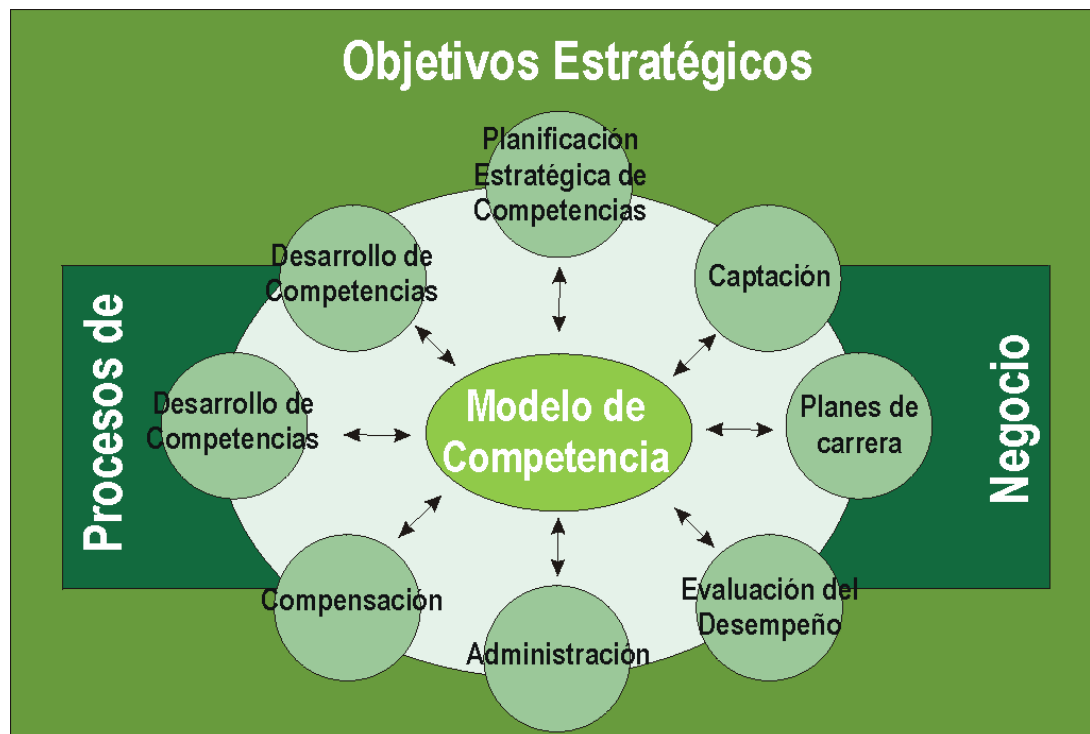 Objetivos Estratégicos
Planificación
Estratégica de
Competencias
Desarrollo de
Competencias
Captación
Procesos de
Negocio
Desarrollo de
Competencias
Modelo de
Competencia
Planes de
carrera
Compensación
Administración
Evaluación del
Desempeño